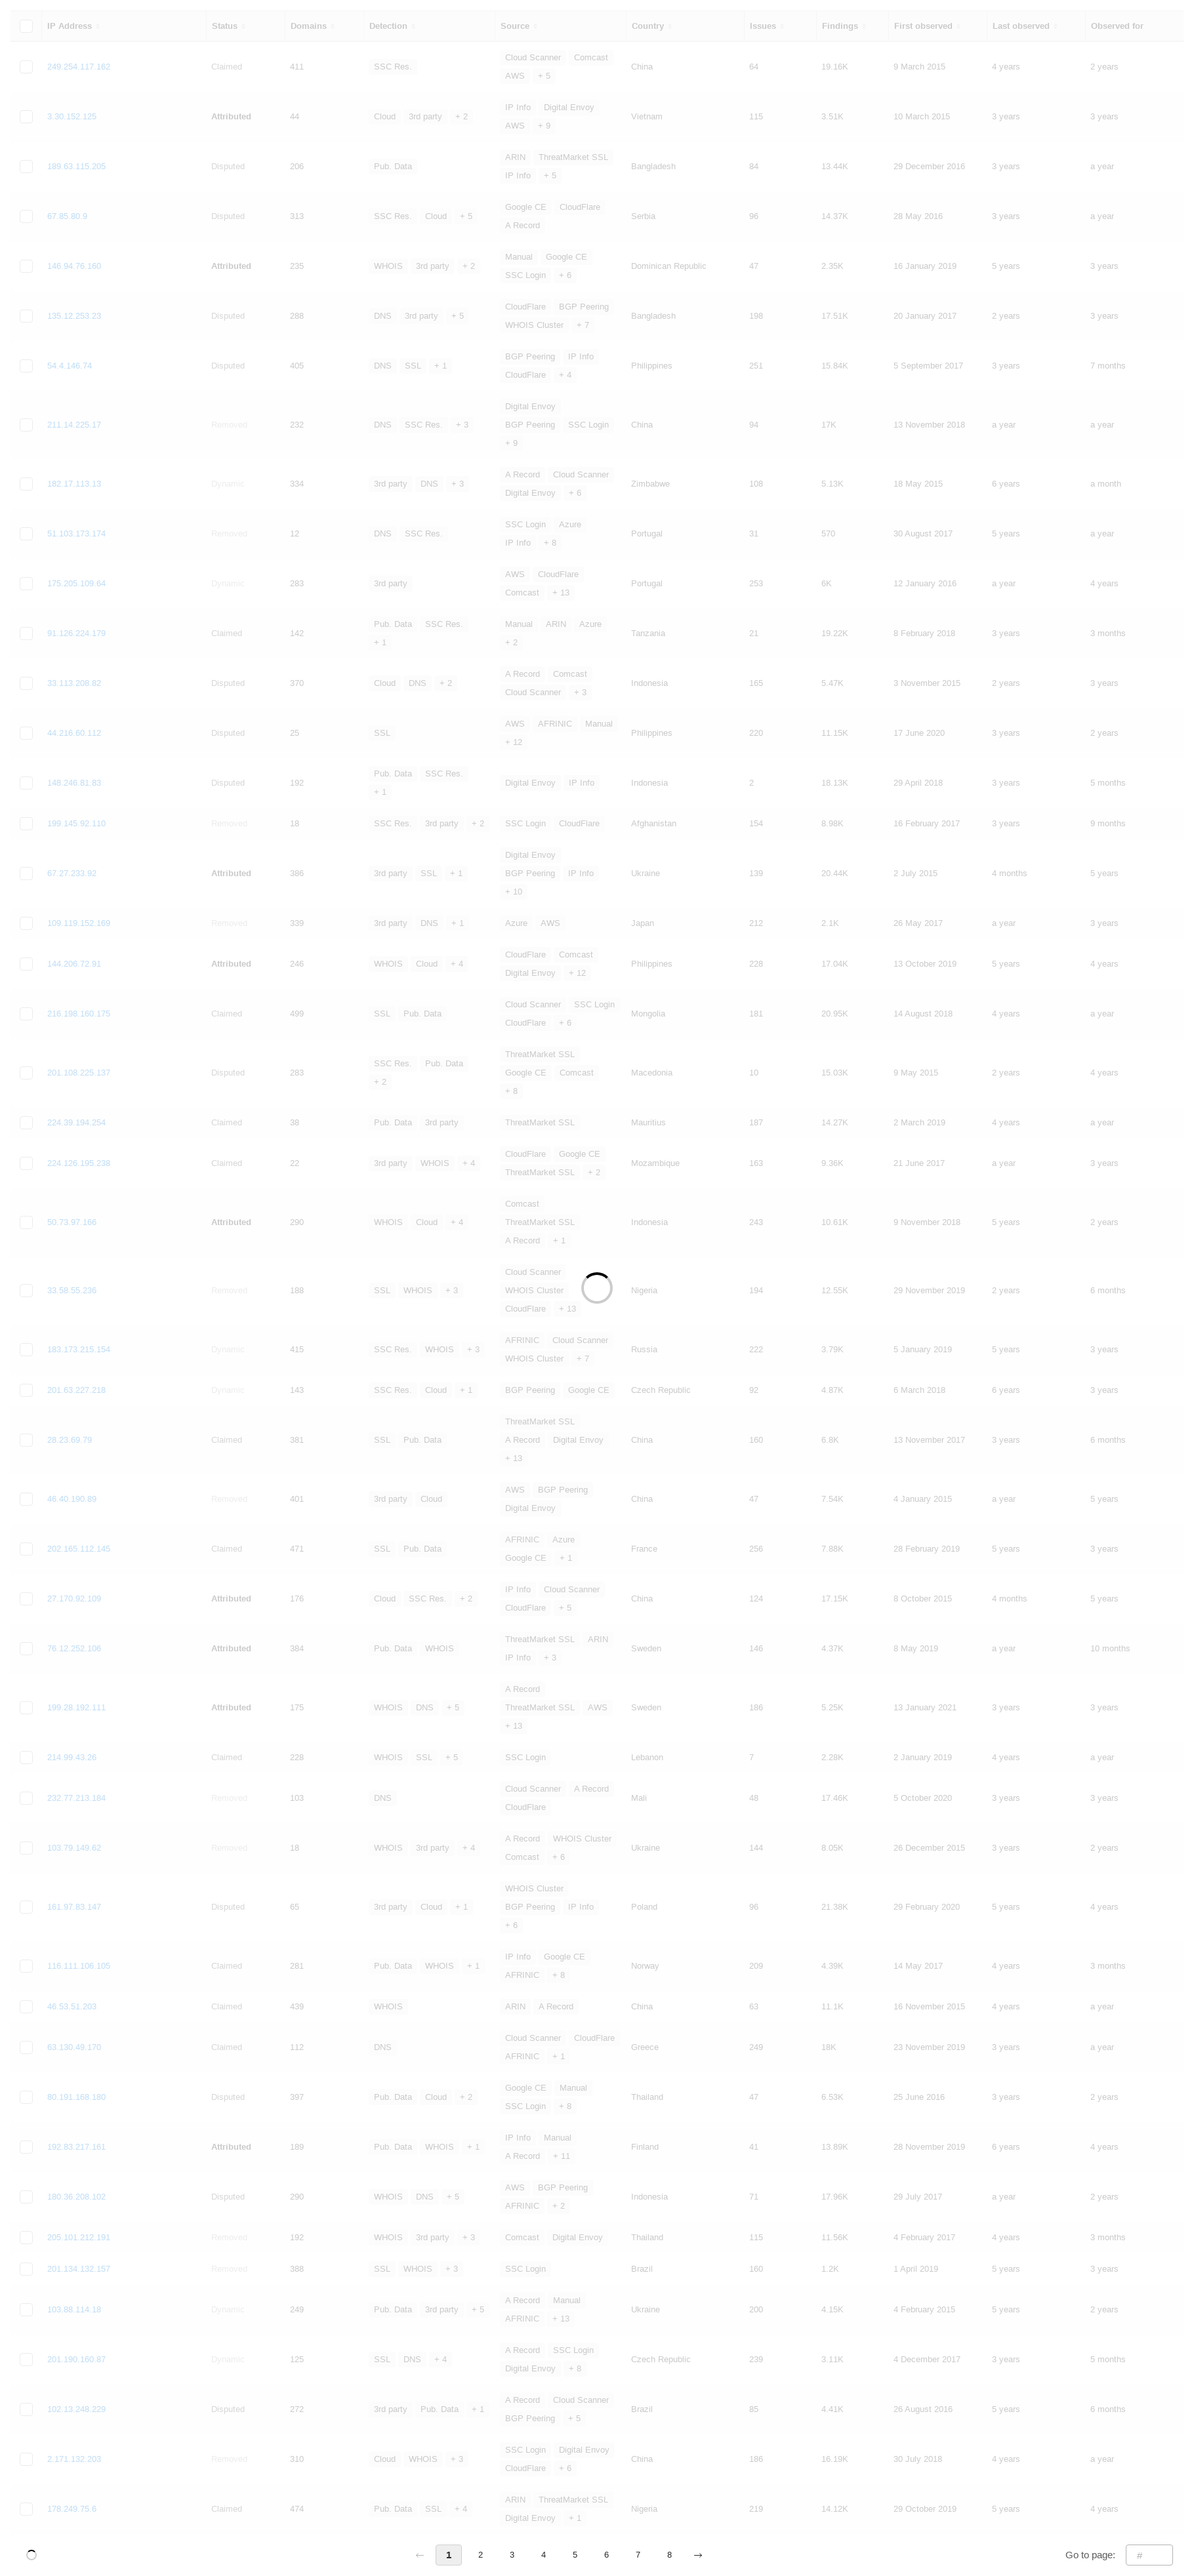 IP Address Status Domains Detection Source Country Issues Findings First observed Last observed Observed for
249.254.117.162 Claimed 411 SSC Res. Cloud Scanner Comcast AWS + 5 China 64 19.16K 9 March 2015 4 years 2 years
3.30.152.125 Attributed 44 Cloud 3rd party + 2 IP Info Digital Envoy AWS + 9 Vietnam 115 3.51K 10 March 2015 3 years 3 years
189.63.115.205 Disputed 206 Pub. Data ARIN ThreatMarket SSL IP Info + 5 Bangladesh 84 13.44K 29 December 2016 3 years a year
67.85.80.9 Disputed 313 SSC Res. Cloud + 5 Google CE CloudFlare A Record Serbia 96 14.37K 28 May 2016 3 years a year
146.94.76.160 Attributed 235 WHOIS 3rd party + 2 Manual Google CE SSC Login + 6 Dominican Republic 47 2.35K 16 January 2019 5 years 3 years
135.12.253.23 Disputed 288 DNS 3rd party + 5 CloudFlare BGP Peering WHOIS Cluster + 7 Bangladesh 198 17.51K 20 January 2017 2 years 3 years
54.4.146.74 Disputed 405 DNS SSL + 1 BGP Peering IP Info CloudFlare + 4 Philippines 251 15.84K 5 September 2017 3 years 7 months
211.14.225.17 Removed 232 DNS SSC Res. + 3 Digital Envoy BGP Peering SSC Login + 9 China 94 17K 13 November 2018 a year a year
182.17.113.13 Dynamic 334 3rd party DNS + 3 A Record Cloud Scanner Digital Envoy + 6 Zimbabwe 108 5.13K 18 May 2015 6 years a month
51.103.173.174 Removed 12 DNS SSC Res. SSC Login Azure IP Info + 8 Portugal 31 570 30 August 2017 5 years a year
175.205.109.64 Dynamic 283 3rd party AWS CloudFlare Comcast + 13 Portugal 253 6K 12 January 2016 a year 4 years
91.126.224.179 Claimed 142 Pub. Data SSC Res. + 1 Manual ARIN Azure + 2 Tanzania 21 19.22K 8 February 2018 3 years 3 months
33.113.208.82 Disputed 370 Cloud DNS + 2 A Record Comcast Cloud Scanner + 3 Indonesia 165 5.47K 3 November 2015 2 years 3 years
44.216.60.112 Disputed 25 SSL AWS AFRINIC Manual + 12 Philippines 220 11.15K 17 June 2020 3 years 2 years
148.246.81.83 Disputed 192 Pub. Data SSC Res. + 1 Digital Envoy IP Info Indonesia 2 18.13K 29 April 2018 3 years 5 months
199.145.92.110 Removed 18 SSC Res. 3rd party + 2 SSC Login CloudFlare Afghanistan 154 8.98K 16 February 2017 3 years 9 months
67.27.233.92 Attributed 386 3rd party SSL + 1 Digital Envoy BGP Peering IP Info + 10 Ukraine 139 20.44K 2 July 2015 4 months 5 years
109.119.152.169 Removed 339 3rd party DNS + 1 Azure AWS Japan 212 2.1K 26 May 2017 a year 3 years
144.206.72.91 Attributed 246 WHOIS Cloud + 4 CloudFlare Comcast Digital Envoy + 12 Philippines 228 17.04K 13 October 2019 5 years 4 years
216.198.160.175 Claimed 499 SSL Pub. Data Cloud Scanner SSC Login CloudFlare + 6 Mongolia 181 20.95K 14 August 2018 4 years a year
201.108.225.137 Disputed 283 SSC Res. Pub. Data + 2 ThreatMarket SSL Google CE Comcast + 8 Macedonia 10 15.03K 9 May 2015 2 years 4 years
224.39.194.254 Claimed 38 Pub. Data 3rd party ThreatMarket SSL Mauritius 187 14.27K 2 March 2019 4 years a year
224.126.195.238 Claimed 22 3rd party WHOIS + 4 CloudFlare Google CE ThreatMarket SSL + 2 Mozambique 163 9.36K 21 June 2017 a year 3 years
50.73.97.166 Attributed 290 WHOIS Cloud + 4 Comcast ThreatMarket SSL A Record + 1 Indonesia 243 10.61K 9 November 2018 5 years 2 years
33.58.55.236 Removed 188 SSL WHOIS + 3 Cloud Scanner WHOIS Cluster CloudFlare + 13 Nigeria 194 12.55K 29 November 2019 2 years 6 months
183.173.215.154 Dynamic 415 SSC Res. WHOIS + 3 AFRINIC Cloud Scanner WHOIS Cluster + 7 Russia 222 3.79K 5 January 2019 5 years 3 years
201.63.227.218 Dynamic 143 SSC Res. Cloud + 1 BGP Peering Google CE Czech Republic 92 4.87K 6 March 2018 6 years 3 years
28.23.69.79 Claimed 381 SSL Pub. Data ThreatMarket SSL A Record Digital Envoy + 13 China 160 6.8K 13 November 2017 3 years 6 months
46.40.190.69 Removed 401 3rd party Cloud AWS BGP Peering Digital Envoy China 47 7.54K 4 January 2015 a year 5 years
202.165.112.145 Claimed 471 SSL Pub. Data AFRINIC Azure Google CE + 1 France 256 7.88K 28 February 2019 5 years 3 years
27.170.92.109 Attributed 176 Cloud SSC Res. + 2 IP Info Cloud Scanner CloudFlare + 5 China 124 17.15K 8 October 2015 4 months 5 years
76.12.252.106 Attributed 384 Pub. Data WHOIS ThreatMarket SSL ARIN IP Info + 3 Sweden 146 4.37K 8 May 2019 a year 10 months
199.28.192.111 Attributed 175 WHOIS DNS + 5 A Record ThreatMarket SSL AWS + 13 Sweden 186 5.25K 13 January 2021 3 years 3 years
214.99.43.26 Claimed 228 WHOIS SSL + 5 SSC Login Lebanon 7 2.28K 2 January 2019 4 years a year
232.77.213.184 Removed 103 DNS Cloud Scanner A Record CloudFlare Mali 48 17.46K 5 October 2020 3 years 3 years
103.79.149.62 Removed 18 WHOIS 3rd party + 4 A Record WHOIS Cluster Comcast + 6 Ukraine 144 8.05K 26 December 2015 3 years 2 years
161.97.83.147 Disputed 65 3rd party Cloud + 1 WHOIS Cluster BGP Peering IP Info + 6 Poland 96 21.38K 29 February 2020 5 years 4 years
116.111.106.105 Claimed 281 Pub. Data WHOIS + 1 IP Info Google CE AFRINIC + 8 Norway 209 4.39K 14 May 2017 4 years 3 months
46.53.51.203 Claimed 439 WHOIS ARIN A Record China 63 11.1K 16 November 2015 4 years a year
63.130.49.170 Claimed 112 DNS Cloud Scanner CloudFlare AFRINIC + 1 Greece 249 18K 23 November 2019 3 years a year
80.191.168.180 Disputed 397 Pub. Data Cloud + 2 Google CE Manual SSC Login + 8 Thailand 47 6.53K 25 June 2016 3 years 2 years
192.83.217.161 Attributed 189 Pub. Data WHOIS + 1 IP Info Manual A Record + 11 Finland 41 13.89K 28 November 2019 6 years 4 years
180.36.208.102 Disputed 290 WHOIS DNS + 5 AWS BGP Peering AFRINIC + 2 Indonesia 71 17.96K 29 July 2017 a year 2 years
205.101.212.191 Removed 192 WHOIS 3rd party + 3 Comcast Digital Envoy Thailand 115 11.56K 4 February 2017 4 years 3 months
201.134.132.157 Removed 388 SSL WHOIS + 3 SSC Login Brazil 160 1.2K 1 April 2019 5 years 3 years
103.68.114.18 Dynamic 249 Pub. Data 3rd party + 5 A Record Manual AFRINIC + 13 Ukraine 200 4.15K 4 February 2015 5 years 2 years
201.190.160.87 Dynamic 125 SSL DNS + 4 A Record SSC Login Digital Envoy + 8 Czech Republic 239 3.11K 4 December 2017 3 years 5 months
102.13.248.229 Disputed 272 3rd party Pub. Data + 1 A Record Cloud Scanner BGP Peering + 5 Brazil 85 4.41K 26 August 2016 5 years 6 months
2.171.132.203 Removed 310 Cloud WHOIS + 3 SSC Login Digital Envoy CloudFlare + 6 China 186 16.19K 30 July 2018 4 years a year
178.249.75.6 Claimed 474 Pub. Data SSL + 4 ARIN ThreatMarket SSL Digital Envoy + 1 Nigeria 219 14.12K 29 October 2019 5 years 4 years
← 1 2 3 4 5 6 7 8 → Go to page: #